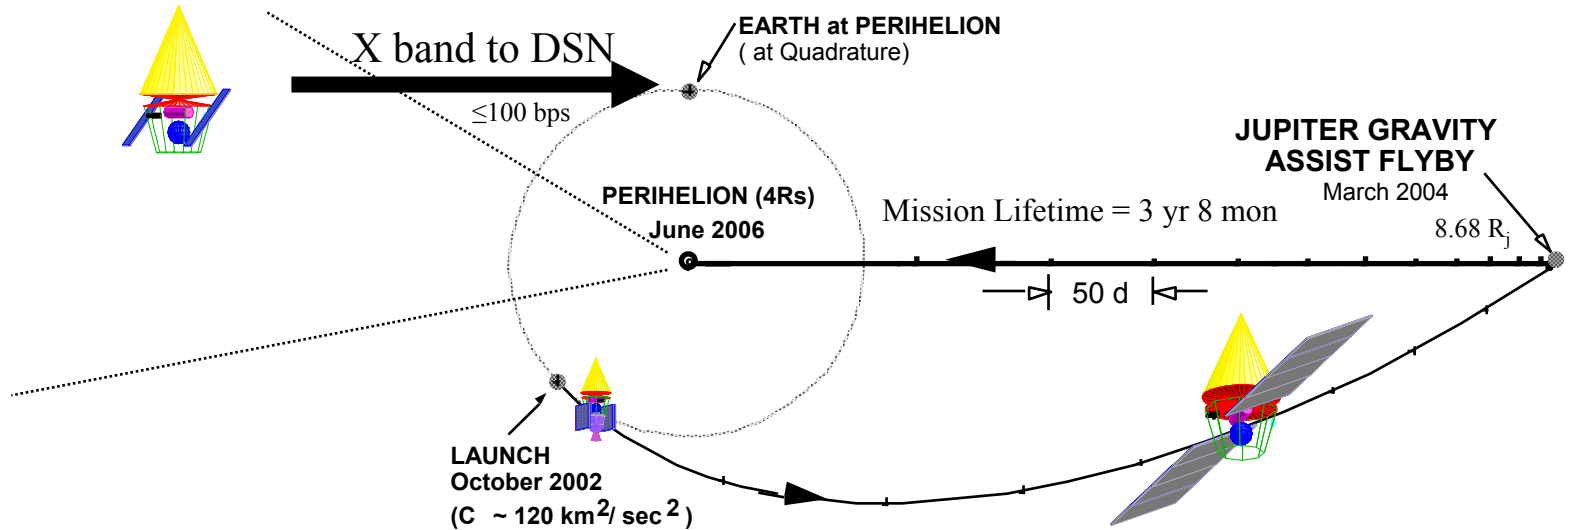 EARTH at PERIHELION
( at Quadrature)
X band to DSN
≤100 bps
JUPITER GRAVITY
ASSIST FLYBY
March 2004
8.68 Rj
PERIHELION (4Rs)
June 2006
Mission Lifetime = 3 yr 8 mon
50 d
LAUNCH
October 2002
(C ~ 120 km²/ sec²)